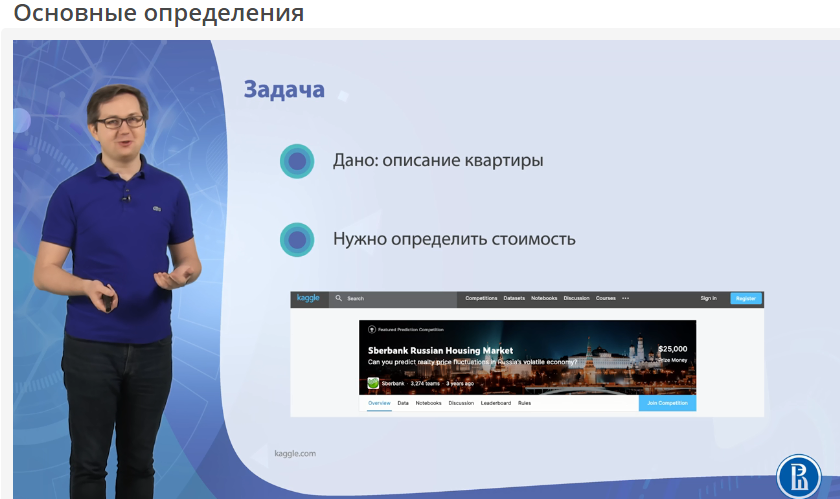 Основные определения
Задача
Дано: описание квартиры
Нужно определить стоимость
kaggle Search Competitions Datasets Notebooks Discussion Courses ••• Sign In Register
Featured Prediction Competition
Sberbank Russian Housing Market
Can you predict realty price fluctuations in Russia's volatile economy?
$25,000
Prize Money
Sberbank · 3,274 teams · 3 years ago
Overview Data Notebooks Discussion Leaderboard Rules Join Competition
kaggle.com